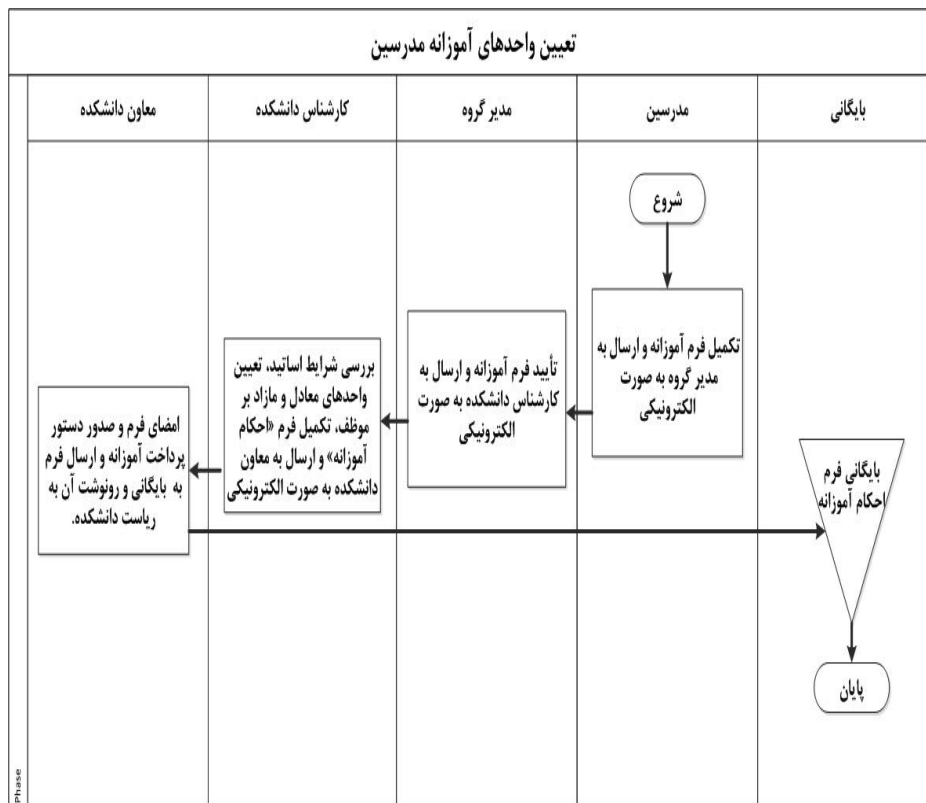 تعیین واحدهای آموزانه مدرسین
بایگانی
مدرسین
مدیر گروه
کارشناس دانشکده
معاون دانشکده
شروع
تکمیل فرم آموزانه و ارسال به
مدیر گروه به صورت
الکترونیکی
تأیید فرم آموزانه و ارسال به
کارشناس دانشکده به صورت
الکترونیکی
بررسی شرایط اساتید، تعیین
واحدهای معادل و مازاد بر
موظف، تکمیل فرم «احکام
آموزانه» و ارسال به معاون
دانشکده به صورت الکترونیکی
امضای فرم و صدور دستور
پرداخت آموزانه و ارسال فرم
به بایگانی و رونوشت آن به
ریاست دانشکده.
بایگانی فرم
احکام آموزانه
پایان
Phase